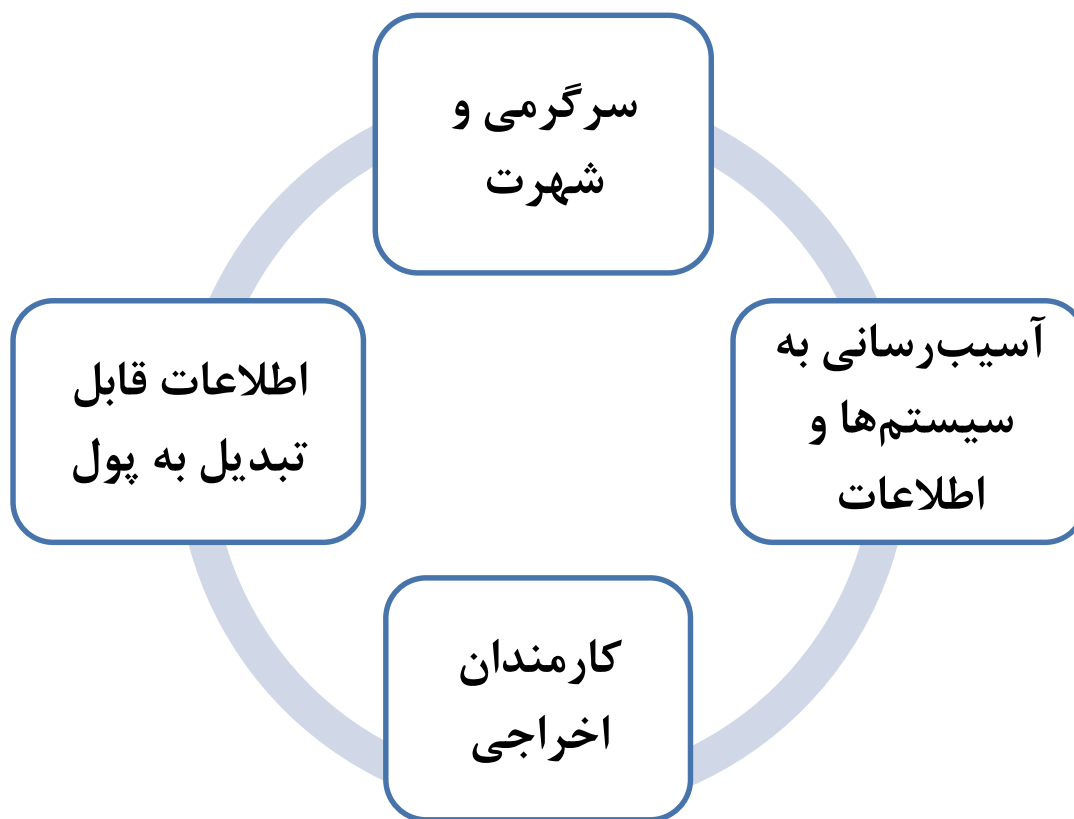 سرگرمی و
شهرت
آسیب‌رسانی به
سیستم‌ها و
اطلاعات
کارمندان
اخراجی
اطلاعات قابل
تبدیل به پول